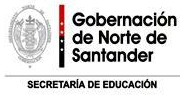 Gobernación
de Norte de
Santander
SECRETARÍA DE EDUCACIÓN